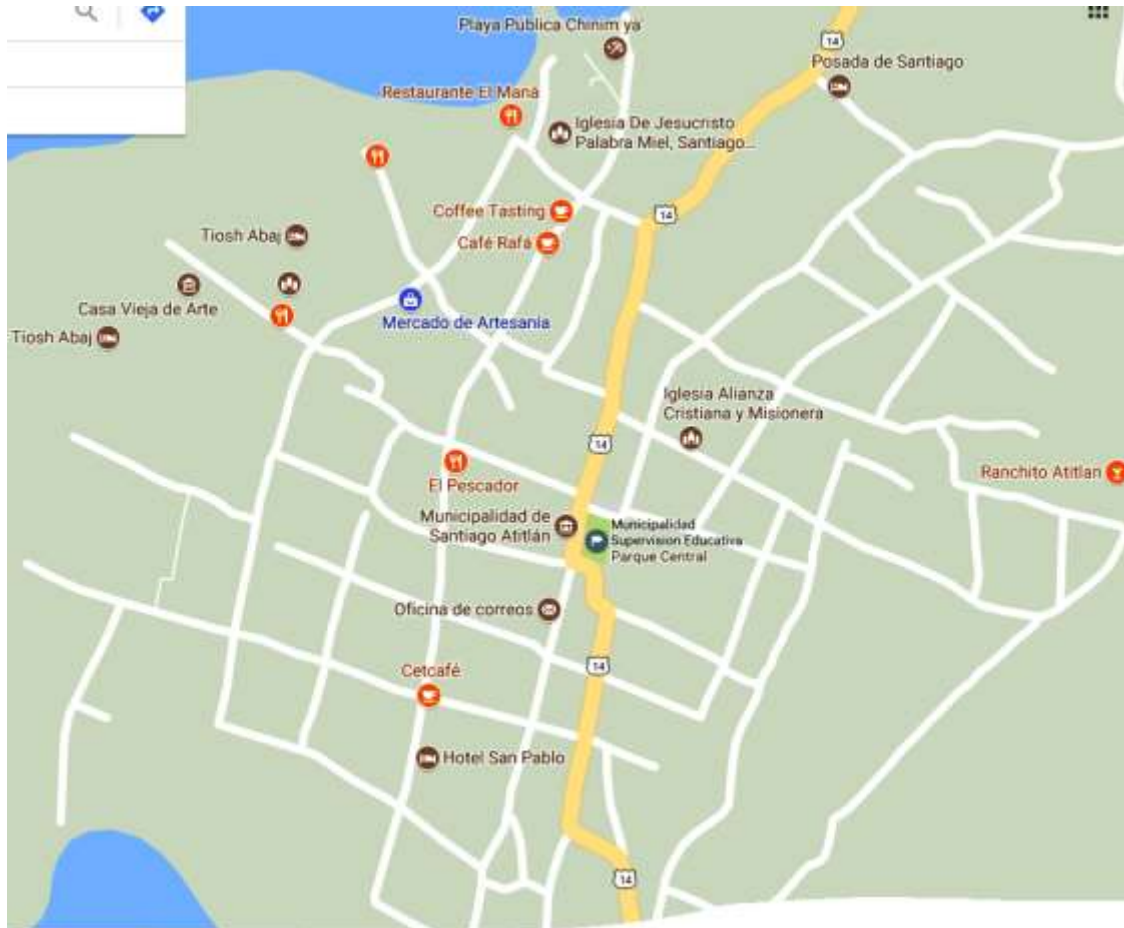 Playa Publica Chinim ya
14
Posada de Santiago
Restaurante El Maná
Iglesia De Jesucristo
Palabra Miel, Santiago...
Coffee Tasting
14
Tiosh Abaj
Café Rafa
Casa Vieja de Arte
Mercado de Artesanía
Tiosh Abaj
Iglesia Alianza
Cristiana y Misionera
14
Ranchito Atitlan
El Pescador
Municipalidad de
Santiago Atitlán
Municipalidad
Supervision Educativa
Parque Central
Oficina de correos
14
Cetcafé
Hotel San Pablo
14